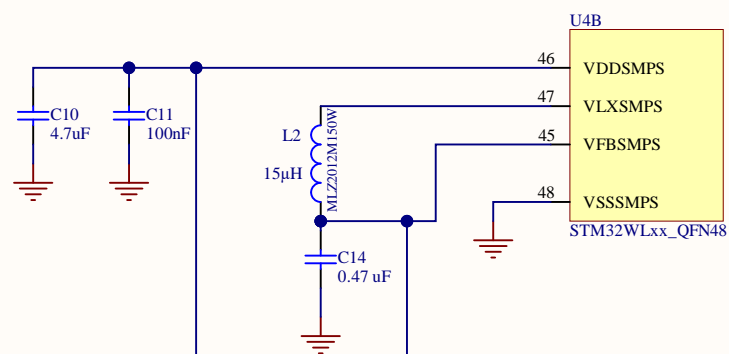 U4B
46
VDDSMPS
C10
4.7uF
C11
100nF
47
VLXSMPS
L2
15µH
MLZ2012M150W
45
VFBSMPS
48
VSSSMPS
STM32WLxx_QFN48
C14
0.47 uF